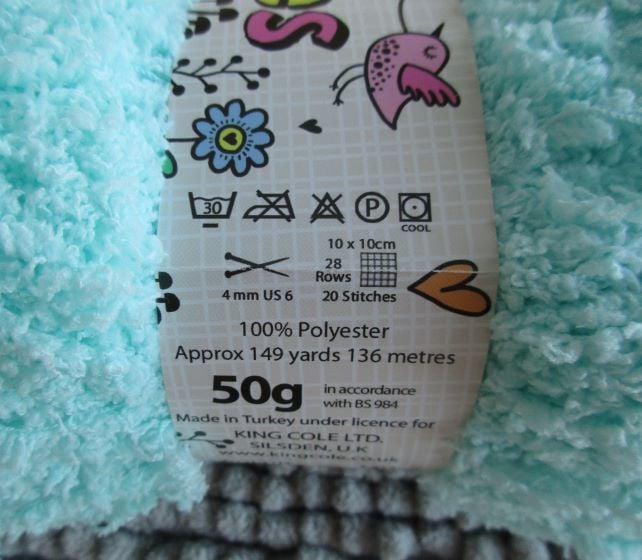 S
30
P
COOL
10 x 10cm
28
Rows
4 mm US 6
20 Stitches
100% Polyester
Approx 149 yards 136 metres
50g
in accordance
with BS 984
Made in Turkey under licence for
KING COLE LTD.
SILSDEN, U.K
www.kingcole.co.uk